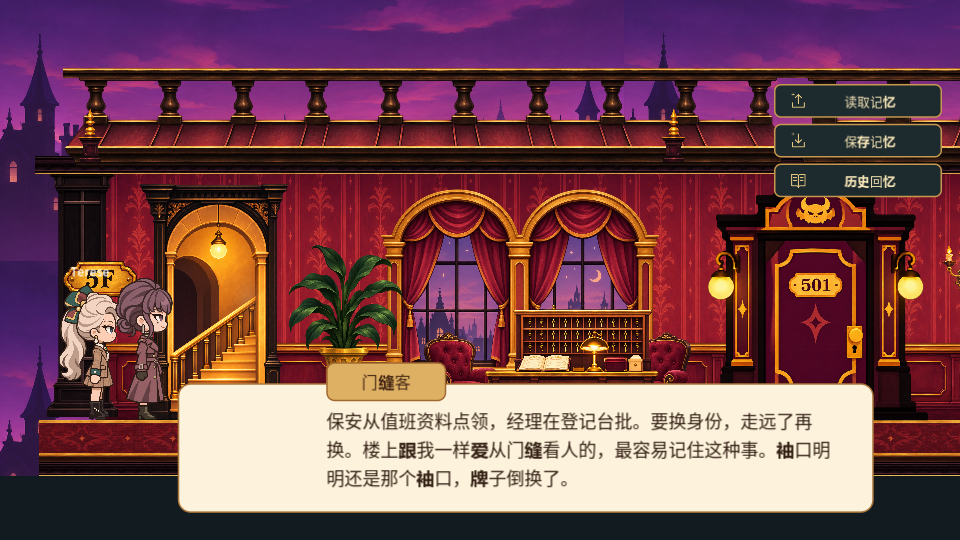 读取记忆
保存记忆
历史回忆
501
Terese
5F
门缝客
保安从值班资料点领，经理在登记台批。要换身份，走远了再
换。楼上跟我一样爱从门缝看人的，最容易记住这种事。袖口明
明还是那个袖口，牌子倒换了。